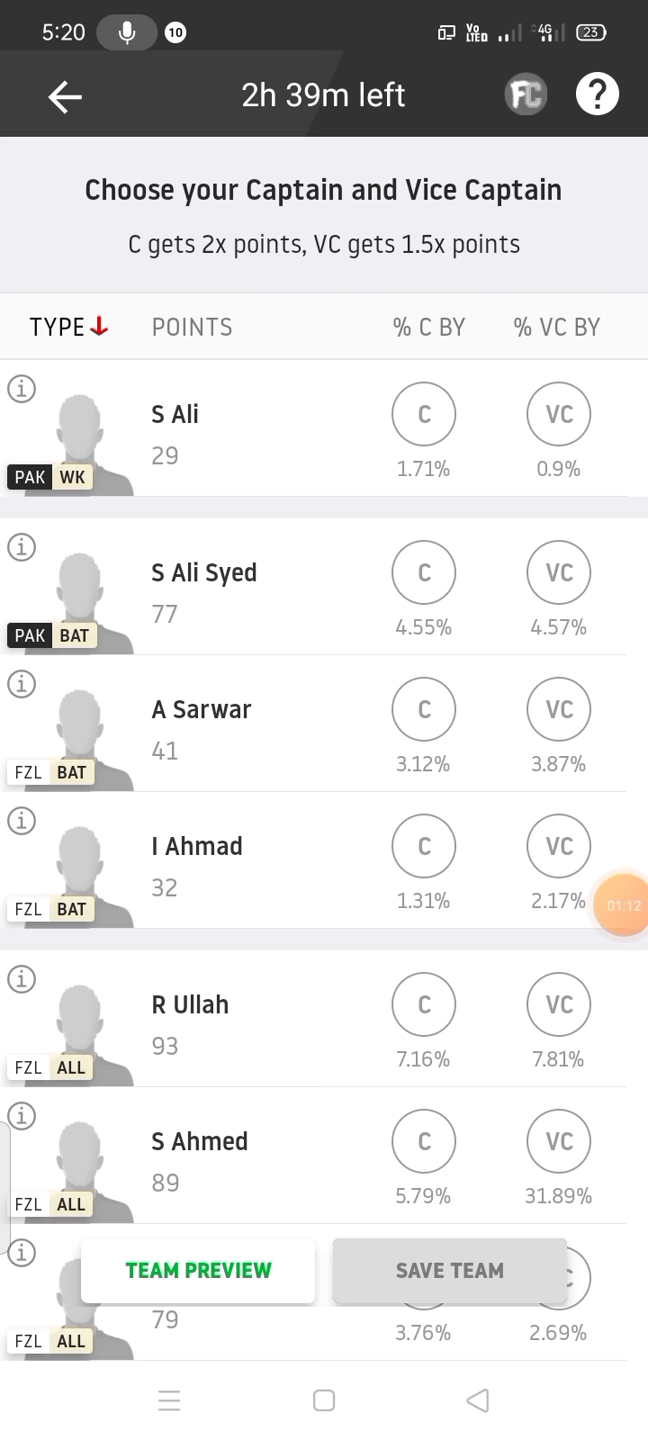 5:20 10 Vo LTED 4G 23
2h 39m left FC ?
Choose your Captain and Vice Captain
C gets 2x points, VC gets 1.5x points
TYPE POINTS % C BY % VC BY
S Ali C VC
29 1.71% 0.9%
PAK WK
S Ali Syed C VC
77 4.55% 4.57%
PAK BAT
A Sarwar C VC
41 3.12% 3.87%
FZL BAT
I Ahmad C VC
32 1.31% 2.17% 01:12
FZL BAT
R Ullah C VC
93 7.16% 7.81%
FZL ALL
S Ahmed C VC
89 5.79% 31.89%
FZL ALL
TEAM PREVIEW SAVE TEAM C
79 3.76% 2.69%
FZL ALL